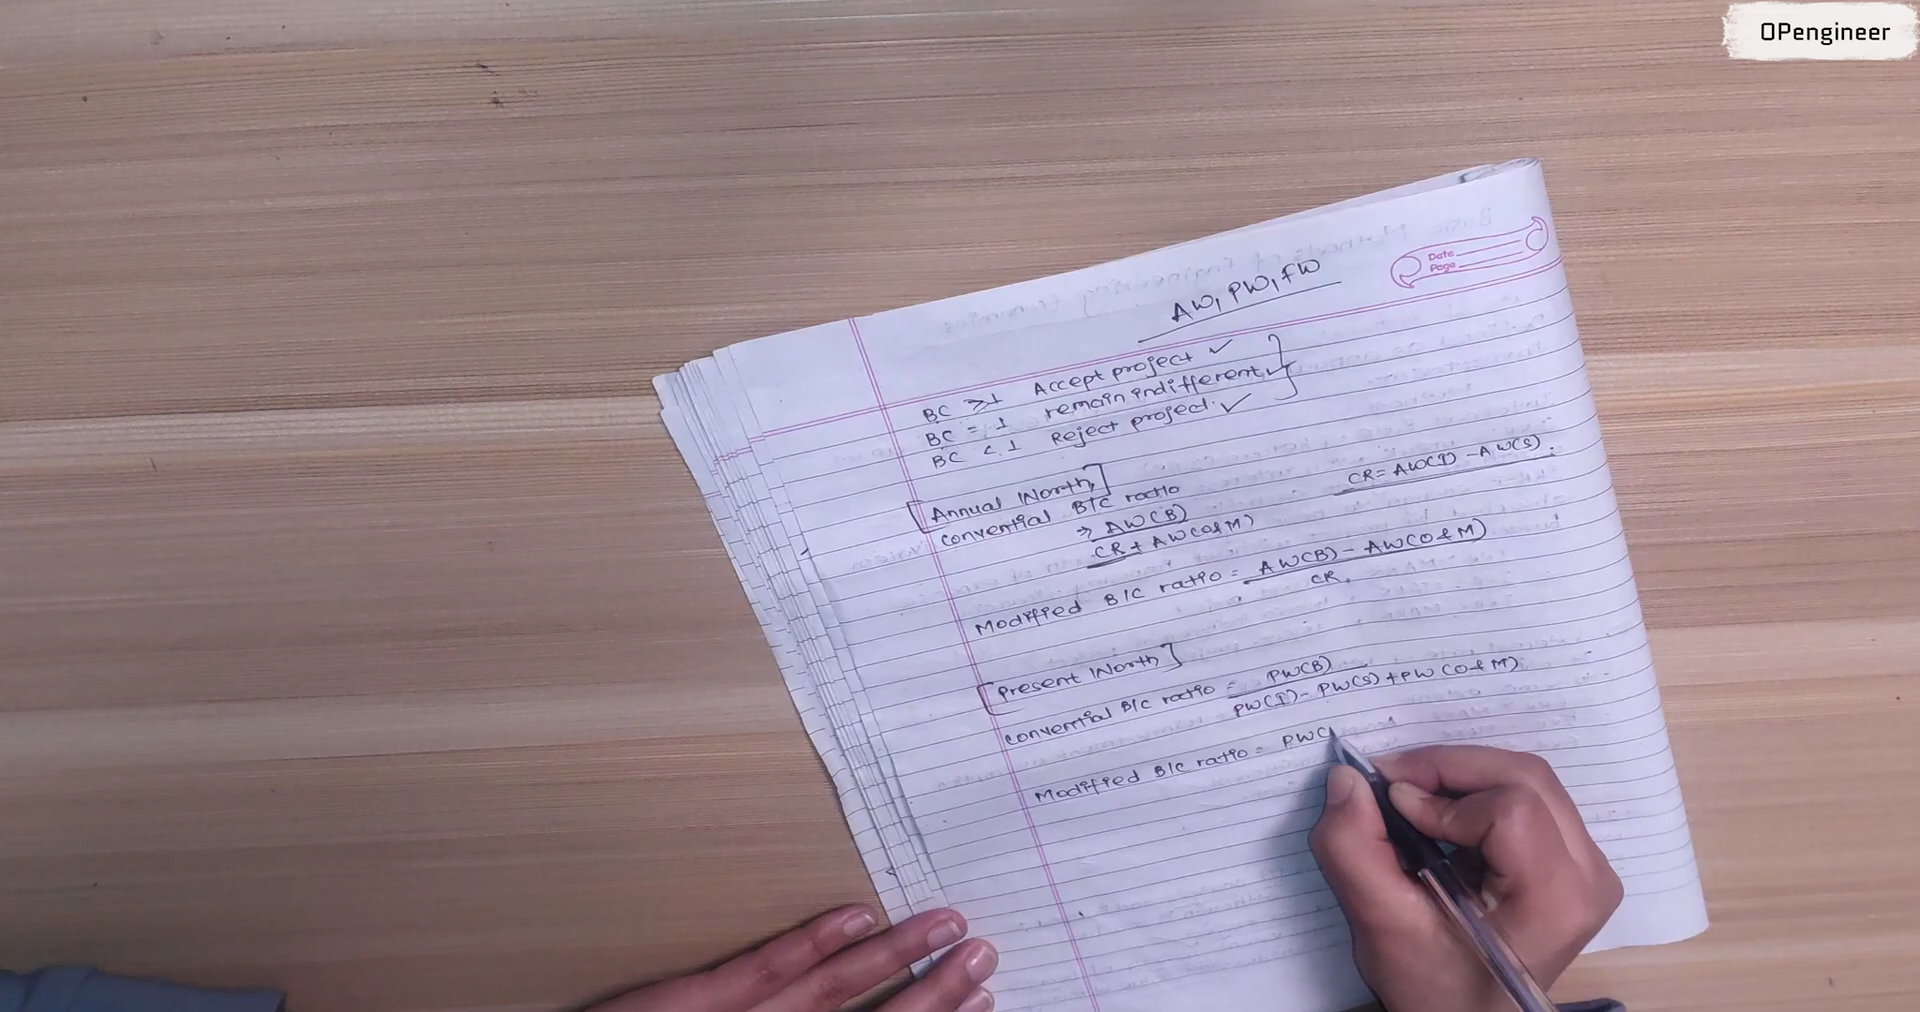 OPengineer
Date
Page
AW, PW, FW
BC ≥ 1 Accept project ✓
BC = 1 remain indifferent ✓
BC < 1 Reject project. ✓
[Annual Worth]
CR = AW(I) - AW(S).
convential B/C ratio
⇒ AW(B)
CR + AW(O&M)
Modified B/C ratio = AW(B) - AW(O&M)
CR.
[Present Worth]
convential B/C ratio = PW(B)
PW(I) - PW(S) + PW(O&M)
Modified B/C ratio = PW(